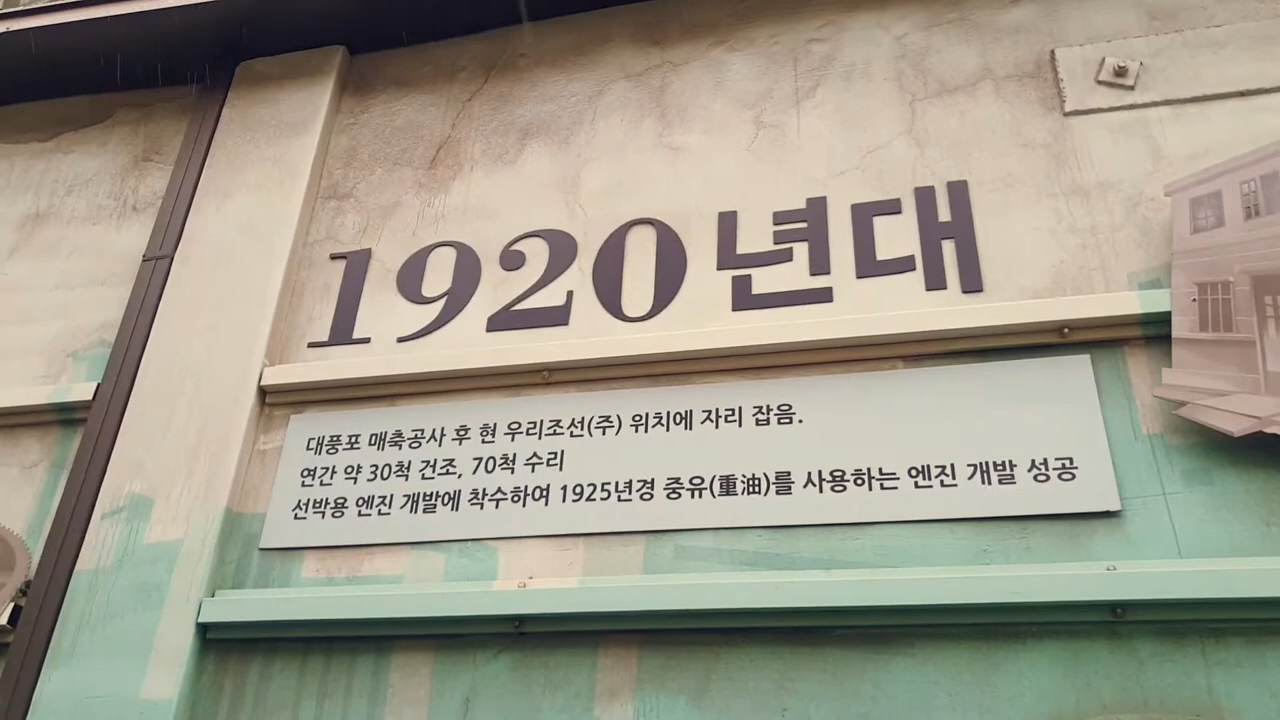 1920년대
대풍포 매축공사 후 현 우리조선(주) 위치에 자리 잡음.
연간 약 30척 건조, 70척 수리
선박용 엔진 개발에 착수하여 1925년경 중유(重油)를 사용하는 엔진 개발 성공